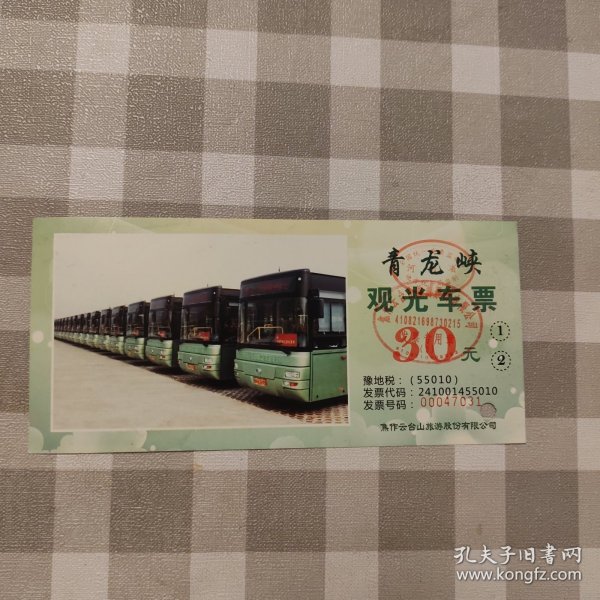 青龙峡
观光车票
410821698710215
30元
①
②
豫地税：(55010)
发票代码：241001455010
发票号码：00047031
焦作云台山旅游股份有限公司
孔夫子旧书网
www.kongfz.com